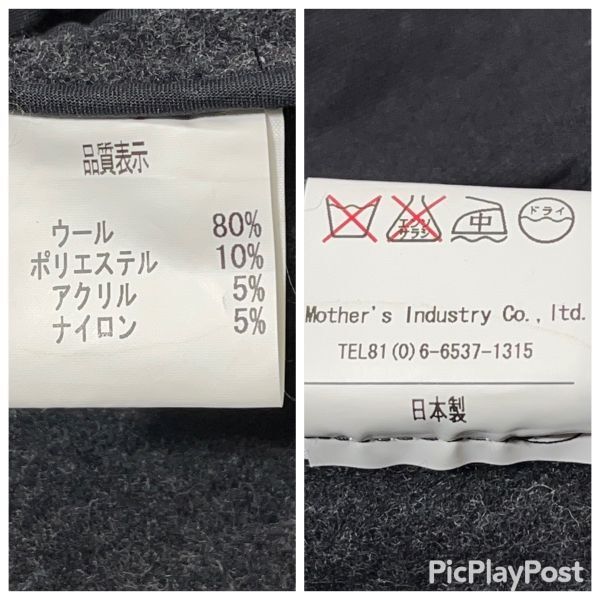 品質表示
ウール 80%
ポリエステル 10%
アクリル 5%
ナイロン 5%
エンソ
サラシ
中
ドライ
Mother's Industry Co., ltd.
TEL81(0)6-6537-1315
日本製
PicPlayPost